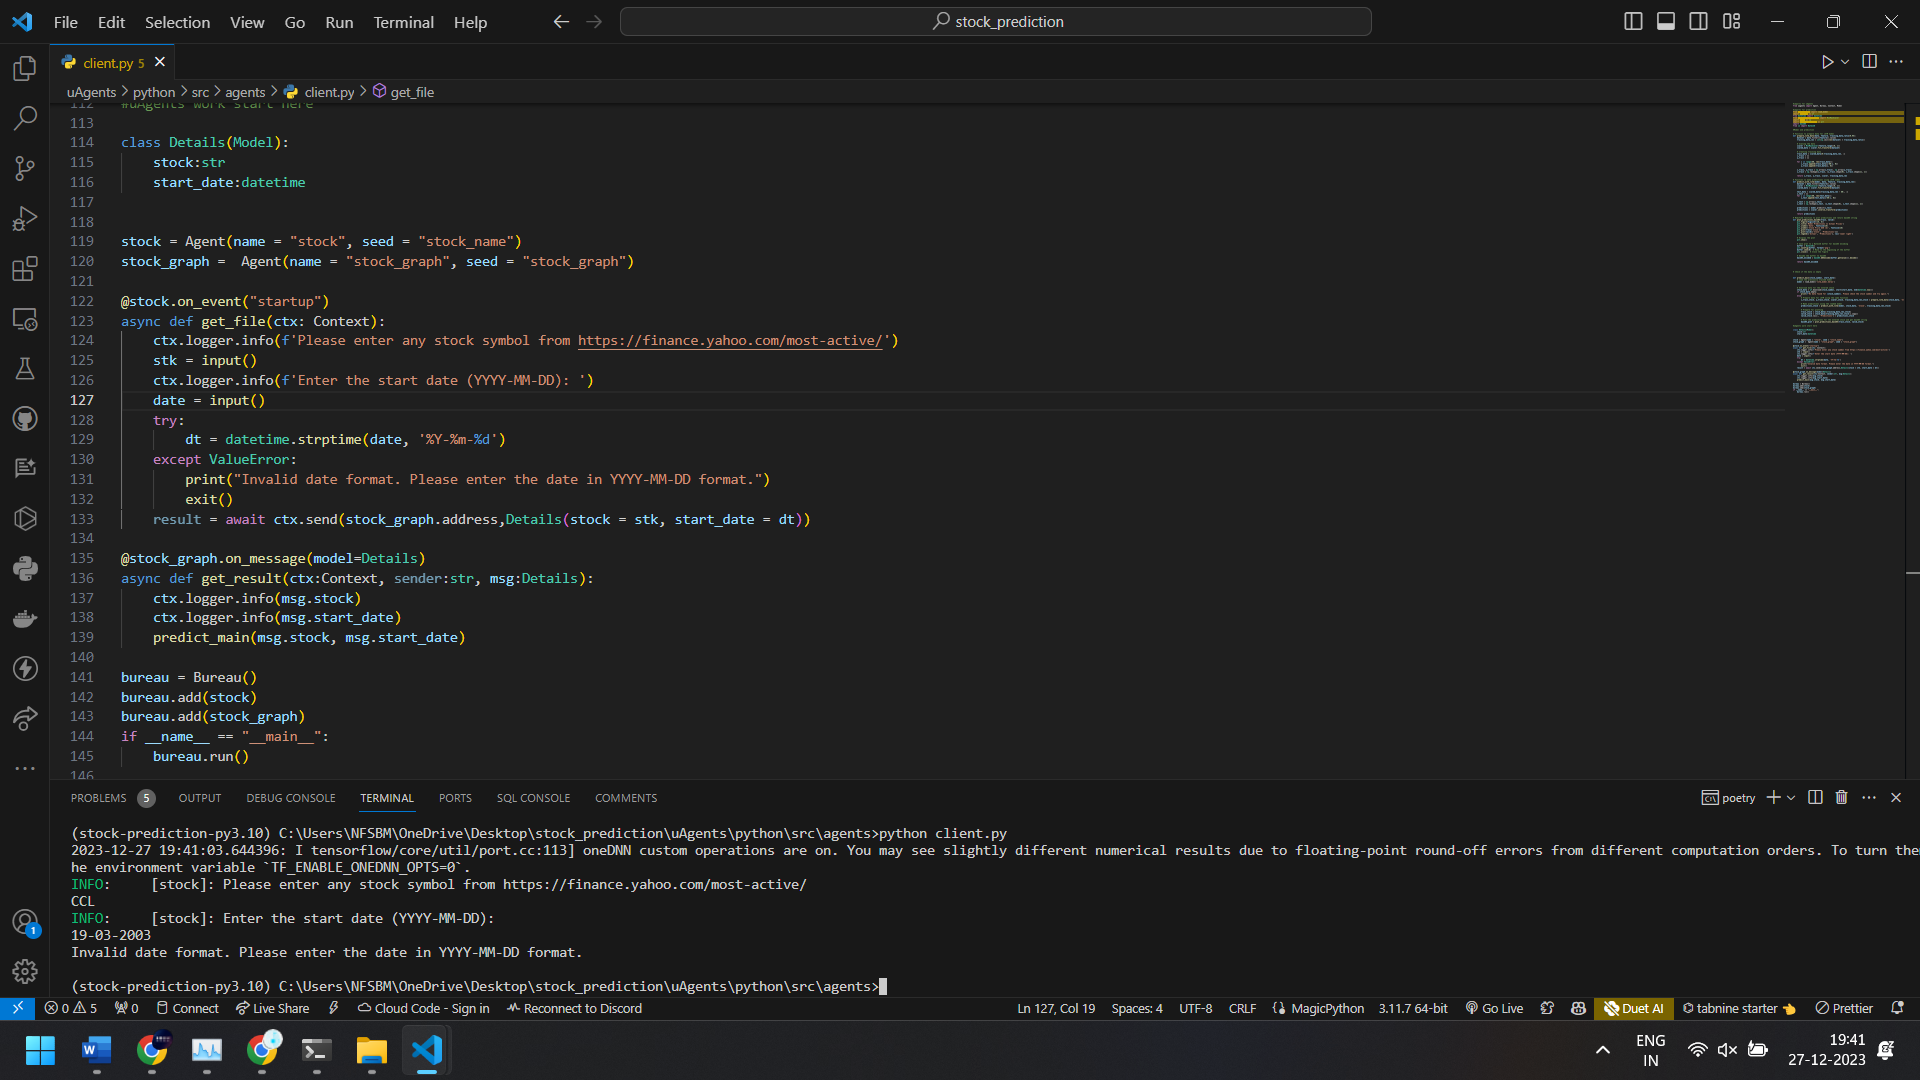 File Edit Selection View Go Run Terminal Help
stock_prediction
client.py 5
uAgents > python > src > agents > client.py > get_file
112 #uAgents work start here
113
114 class Details(Model):
115 stock:str
116 start_date:datetime
117
118
119 stock = Agent(name = "stock", seed = "stock_name")
120 stock_graph =  Agent(name = "stock_graph", seed = "stock_graph")
121
122 @stock.on_event("startup")
123 async def get_file(ctx: Context):
124 ctx.logger.info(f'Please enter any stock symbol from https://finance.yahoo.com/most-active/')
125 stk = input()
126 ctx.logger.info(f'Enter the start date (YYYY-MM-DD): ')
127 date = input()
128 try:
129 dt = datetime.strptime(date, '%Y-%m-%d')
130 except ValueError:
131 print("Invalid date format. Please enter the date in YYYY-MM-DD format.")
132 exit()
133 result = await ctx.send(stock_graph.address,Details(stock = stk, start_date = dt))
134
135 @stock_graph.on_message(model=Details)
136 async def get_result(ctx:Context, sender:str, msg:Details):
137 ctx.logger.info(msg.stock)
138 ctx.logger.info(msg.start_date)
139 predict_main(msg.stock, msg.start_date)
140
141 bureau = Bureau()
142 bureau.add(stock)
143 bureau.add(stock_graph)
144 if __name__ == "__main__":
145 bureau.run()
146
PROBLEMS 5 OUTPUT DEBUG CONSOLE TERMINAL PORTS SQL CONSOLE COMMENTS
poetry
(stock-prediction-py3.10) C:\Users\NFSBM\OneDrive\Desktop\stock_prediction\uAgents\python\src\agents>python client.py
2023-12-27 19:41:03.644396: I tensorflow/core/util/port.cc:113] oneDNN custom operations are on. You may see slightly different numerical results due to floating-point round-off errors from different computation orders. To turn the
he environment variable `TF_ENABLE_ONEDNN_OPTS=0`.
INFO: [stock]: Please enter any stock symbol from https://finance.yahoo.com/most-active/
CCL
INFO: [stock]: Enter the start date (YYYY-MM-DD):
19-03-2003
Invalid date format. Please enter the date in YYYY-MM-DD format.
(stock-prediction-py3.10) C:\Users\NFSBM\OneDrive\Desktop\stock_prediction\uAgents\python\src\agents>
1
0 5 0 Connect Live Share Cloud Code - Sign in Reconnect to Discord Ln 127, Col 19 Spaces: 4 UTF-8 CRLF MagicPython 3.11.7 64-bit Go Live Duet AI tabnine starter Prettier
ENG
IN
19:41
27-12-2023